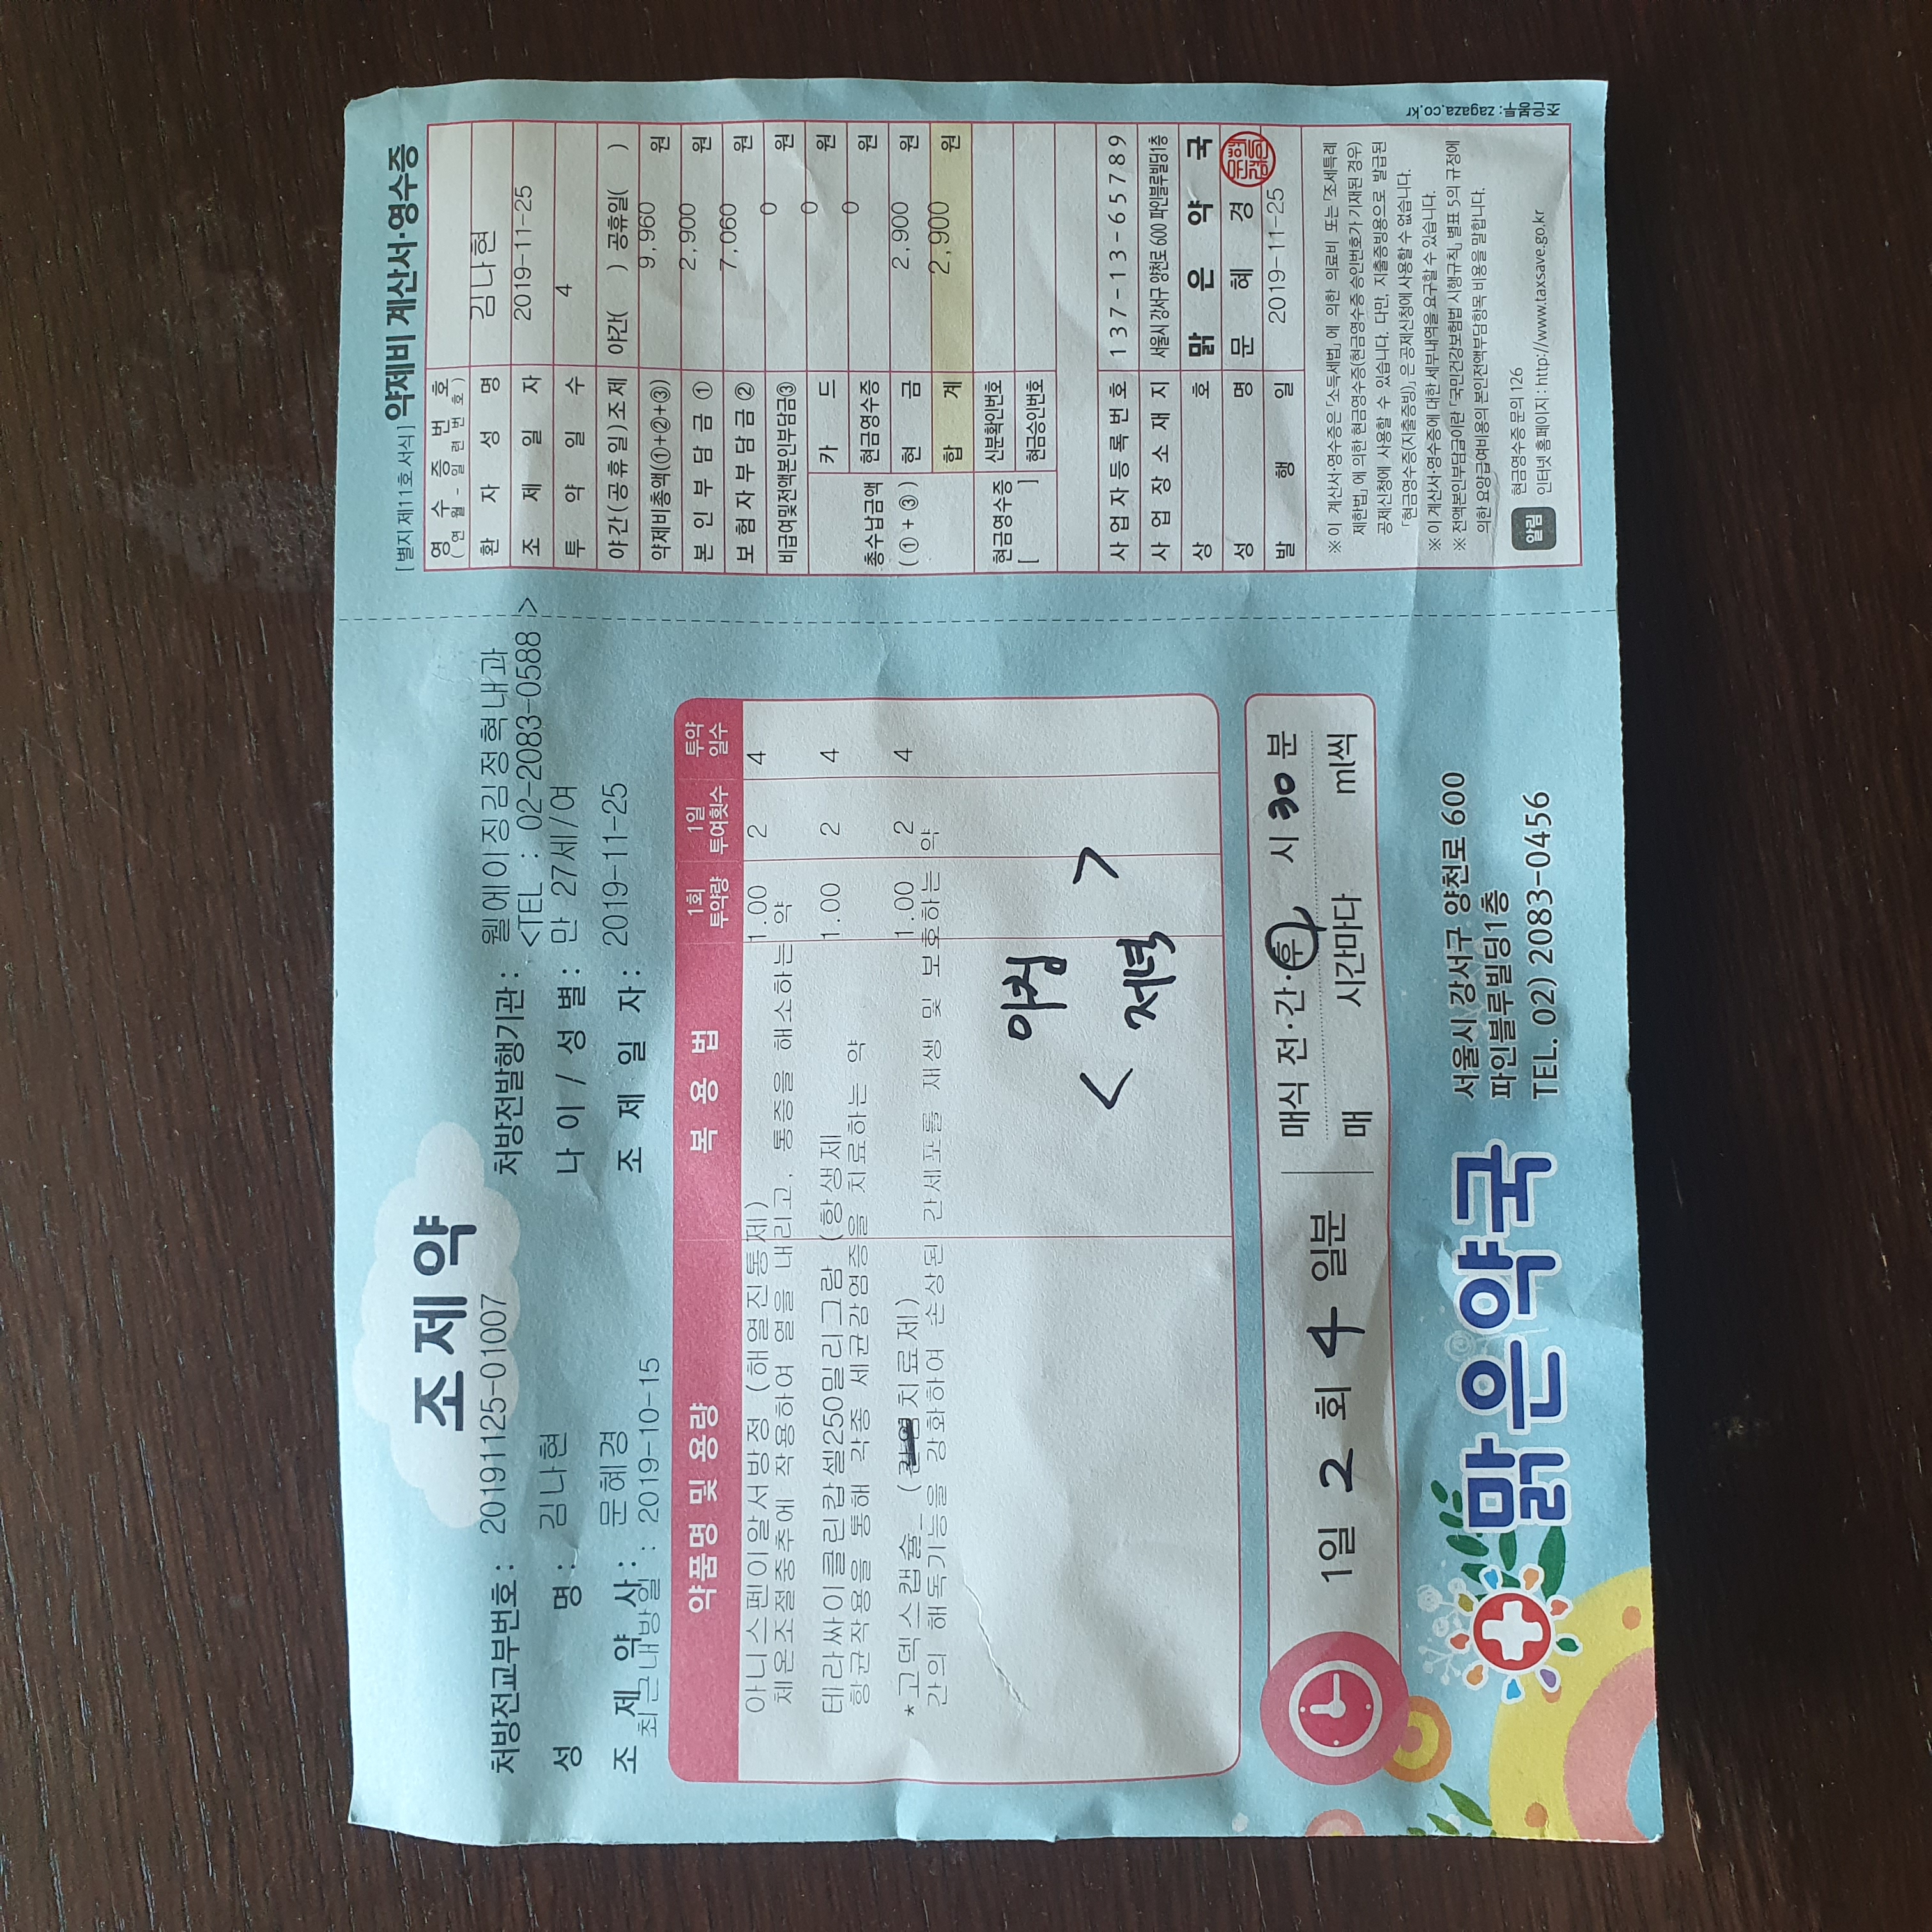 조제약
처방전교부번호 : 20191125-01007
처방전발행기관 : 웰에이징김정혁내과
<TEL : 02-2083-0588 >
성 명 : 김나현
나 이 / 성 별 : 만 27세/여
조 제 약 사 : 문혜경
조 제 일 자 : 2019-11-25
최근내방일 : 2019-10-15
약품명 및 용량 복 용 법 1회 투약량 1일 투여횟수 투약 일수
아니스펜이알서방정 (해열진통제) 1.00 2 4
체온조절중추에 작용하여 열을 내리고, 통증을 해소하는 약
테라싸이클린캅셀250밀리그람 (항생제 1.00 2 4
항균작용을 통해 각종 세균감염증을 치료하는 약
*고덱스캡슐_ (치료제) 1.00 2 4
간의 해독기능을 강화하여 손상된 간세포를 재생 및 보호하는 약
아침
< >
저녁
1일 2 회 4 일분
매식 전·간·후 시 30 분
매 시간마다 ml씩
맑은약국
서울시 강서구 양천로 600
파인블루빌딩1층
TEL. 02) 2083-0456
[ 별지 제11호 서식 ] 약제비 계산서·영수증
영 수 증 번 호
( 연 월 - 일 련 번 호 )
환 자 성 명 김나현
조 제 일 자 2019-11-25
투 약 일 수 4
야간(공휴일)조제 야간( ) 공휴일( )
약제비총액(①+②+③) 9,960 원
본 인 부 담 금 ① 2,900 원
보 험 자 부 담 금 ② 7,060 원
비급여및전액본인부담금③ 0 원
총수납금액
( ① + ③ )
카 드 0 원
현금영수증 0 원
현 금 2,900 원
합 계 2,900 원
현금영수증
[ ]
신분확인번호
현금승인번호
사 업 자 등 록 번 호 137-13-65789
사 업 장 소 재 지 서울시 강서구 양천로 600 파인블루빌딩1층
상 호 맑 은 약 국
성 명 문 혜 경
발 행 일 2019-11-25
※ 이 계산서·영수증은 「소득세법」에 의한 의료비 또는 「조세특례
제한법」에 의한 현금영수증(현금영수증 승인번호가 기재된 경우)
공제신청에 사용할 수 있습니다. 다만, 지출증빙용으로 발급된
「현금영수증(지출증빙)」은 공제신청에 사용할 수 없습니다.
※ 이 계산서·영수증에 대한 세부내역을 요구할 수 있습니다.
※ 전액본인부담금이란 「국민건강보험법 시행규칙」 별표 5의 규정에
의한 요양급여비용의 본인전액부담항목 비용을 말합니다.
알림
현금영수증 문의 126
인터넷 홈페이지 : http://www.taxsave.go.kr
조은봉투: zagaza.co.kr